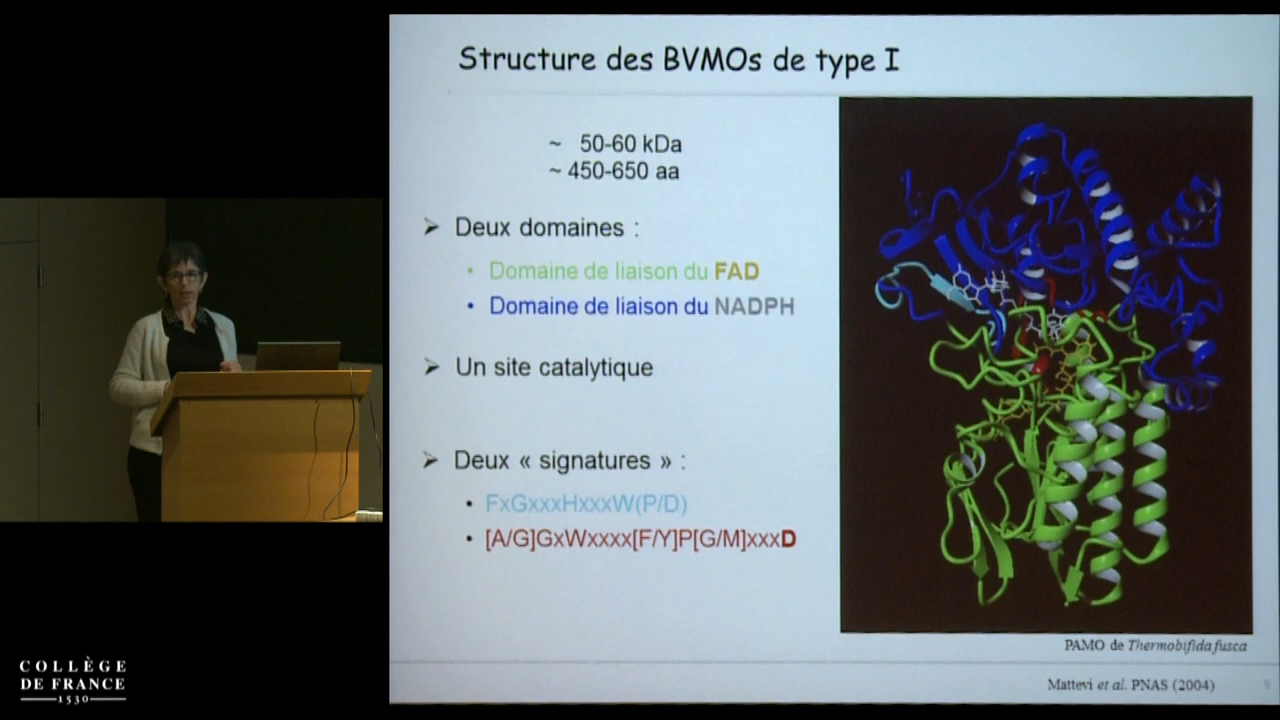 Structure des BVMOs de type I
~ 50-60 kDa
~ 450-650 aa
Deux domaines :
• Domaine de liaison du FAD
• Domaine de liaison du NADPH
Un site catalytique
Deux « signatures » :
• FxGxxxHxxxW(P/D)
• [A/G]GxWxxxx[F/Y]P[G/M]xxxD
PAMO de Thermobifida fusca
Mattevi et al. PNAS (2004)
9
COLLÈGE
DE FRANCE
1530